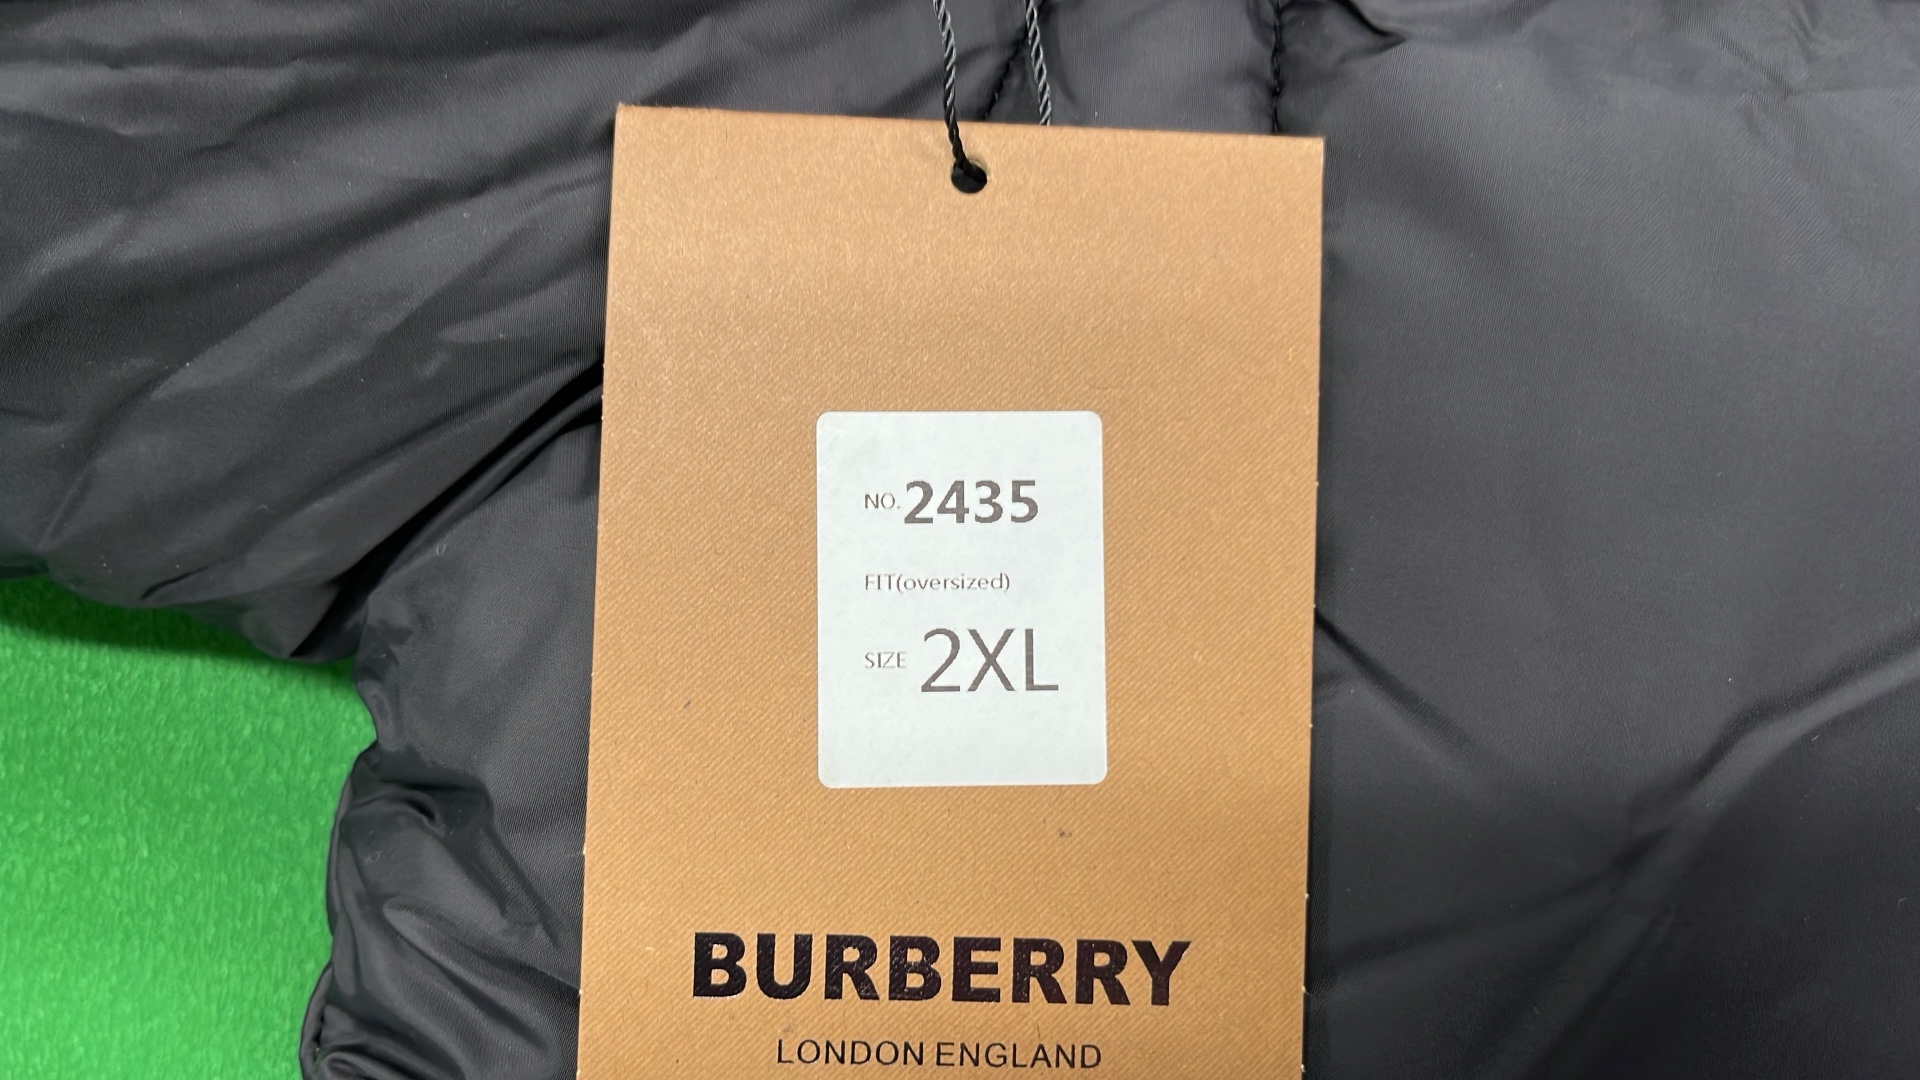 NO. 2435
FIT(oversized)
SIZE 2XL
BURBERRY
LONDON ENGLAND